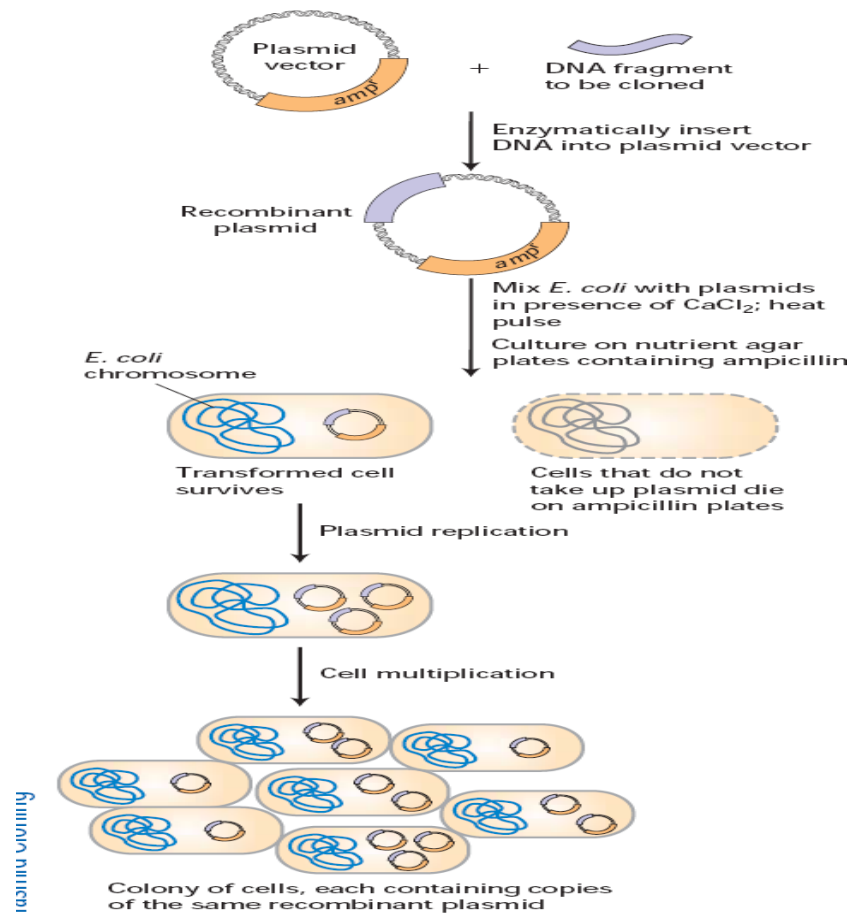 Plasmid
vector
amp^r
+
DNA fragment
to be cloned
Enzymatically insert
DNA into plasmid vector
Recombinant
plasmid
amp^r
Mix E. coli with plasmids
in presence of CaCl₂; heat
pulse
Culture on nutrient agar
plates containing ampicillin
E. coli
chromosome
Transformed cell
survives
Cells that do not
take up plasmid die
on ampicillin plates
Plasmid replication
Cell multiplication
Colony of cells, each containing copies
of the same recombinant plasmid